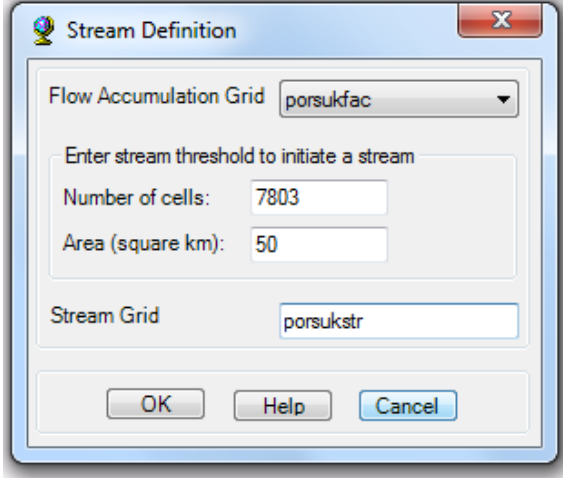 Stream Definition
Flow Accumulation Grid porsukfac
Enter stream threshold to initiate a stream
Number of cells: 7803
Area (square km): 50
Stream Grid porsukstr
OK Help Cancel